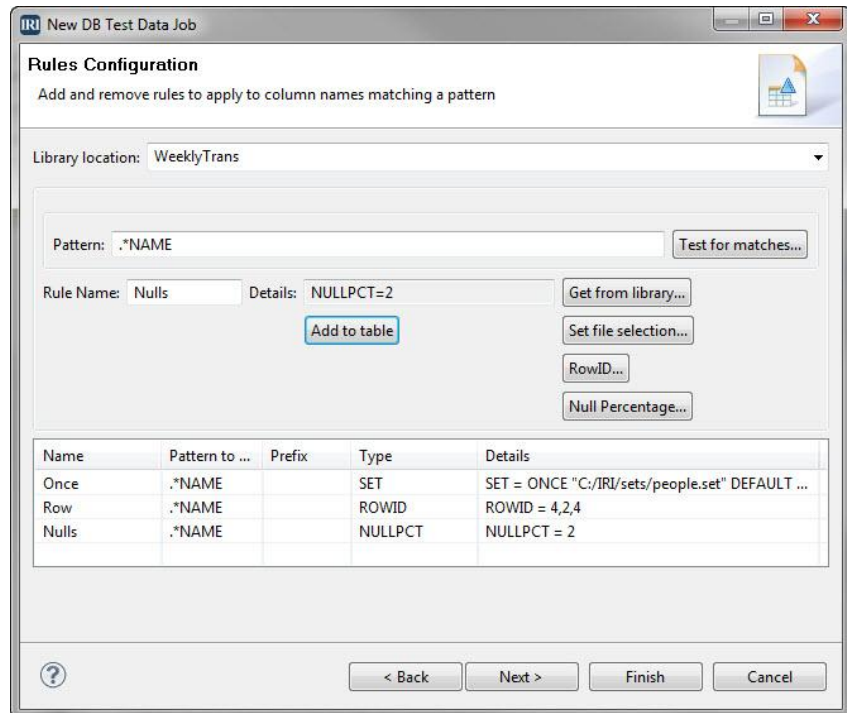 IRI New DB Test Data Job
Rules Configuration
Add and remove rules to apply to column names matching a pattern
Library location: WeeklyTrans
Pattern: .*NAME Test for matches...
Rule Name: Nulls Details: NULLPCT=2 Get from library...
Add to table Set file selection...
RowID...
Null Percentage...
Name Pattern to ... Prefix Type Details
Once .*NAME SET SET = ONCE "C:/IRI/sets/people.set" DEFAULT ...
Row .*NAME ROWID ROWID = 4,2,4
Nulls .*NAME NULLPCT NULLPCT = 2
? < Back Next > Finish Cancel